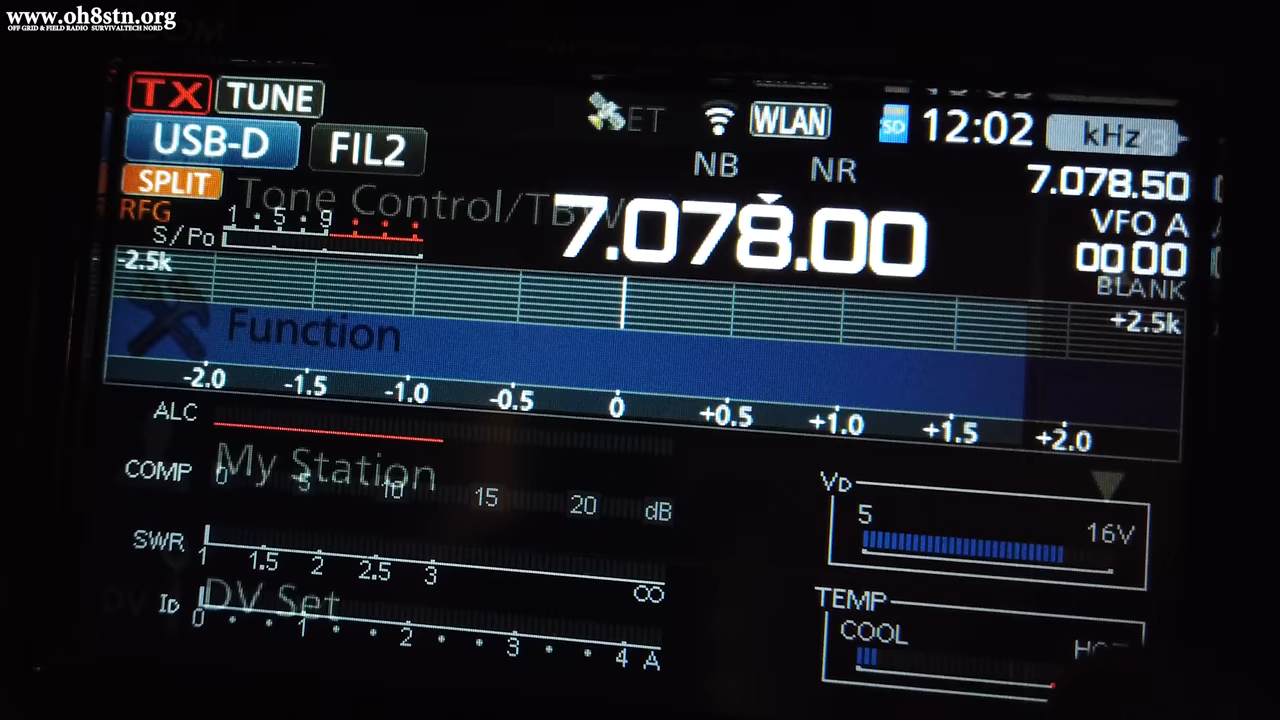 www.oh8stn.org
OFF GRID & FIELD RADIO SURVIVALTECH NORD
TX TUNE
ET WLAN SD 12:02 kHz
USB-D FIL2
NB NR
SPLIT Tone Control/TBW
7.078.50
RFG
1 5 9
S/Po
7.078.00
VFO A
00 00
BLANK
-2.5k
+2.5k
Function
-2.0 -1.5 -1.0 -0.5 0 +0.5 +1.0 +1.5 +2.0
ALC
My Station
COMP 0 5 10 15 20 dB
VD
5 16V
SWR 1 1.5 2 2.5 3 ∞
DV Set
ID 0 1 2 3 4 A
TEMP
COOL